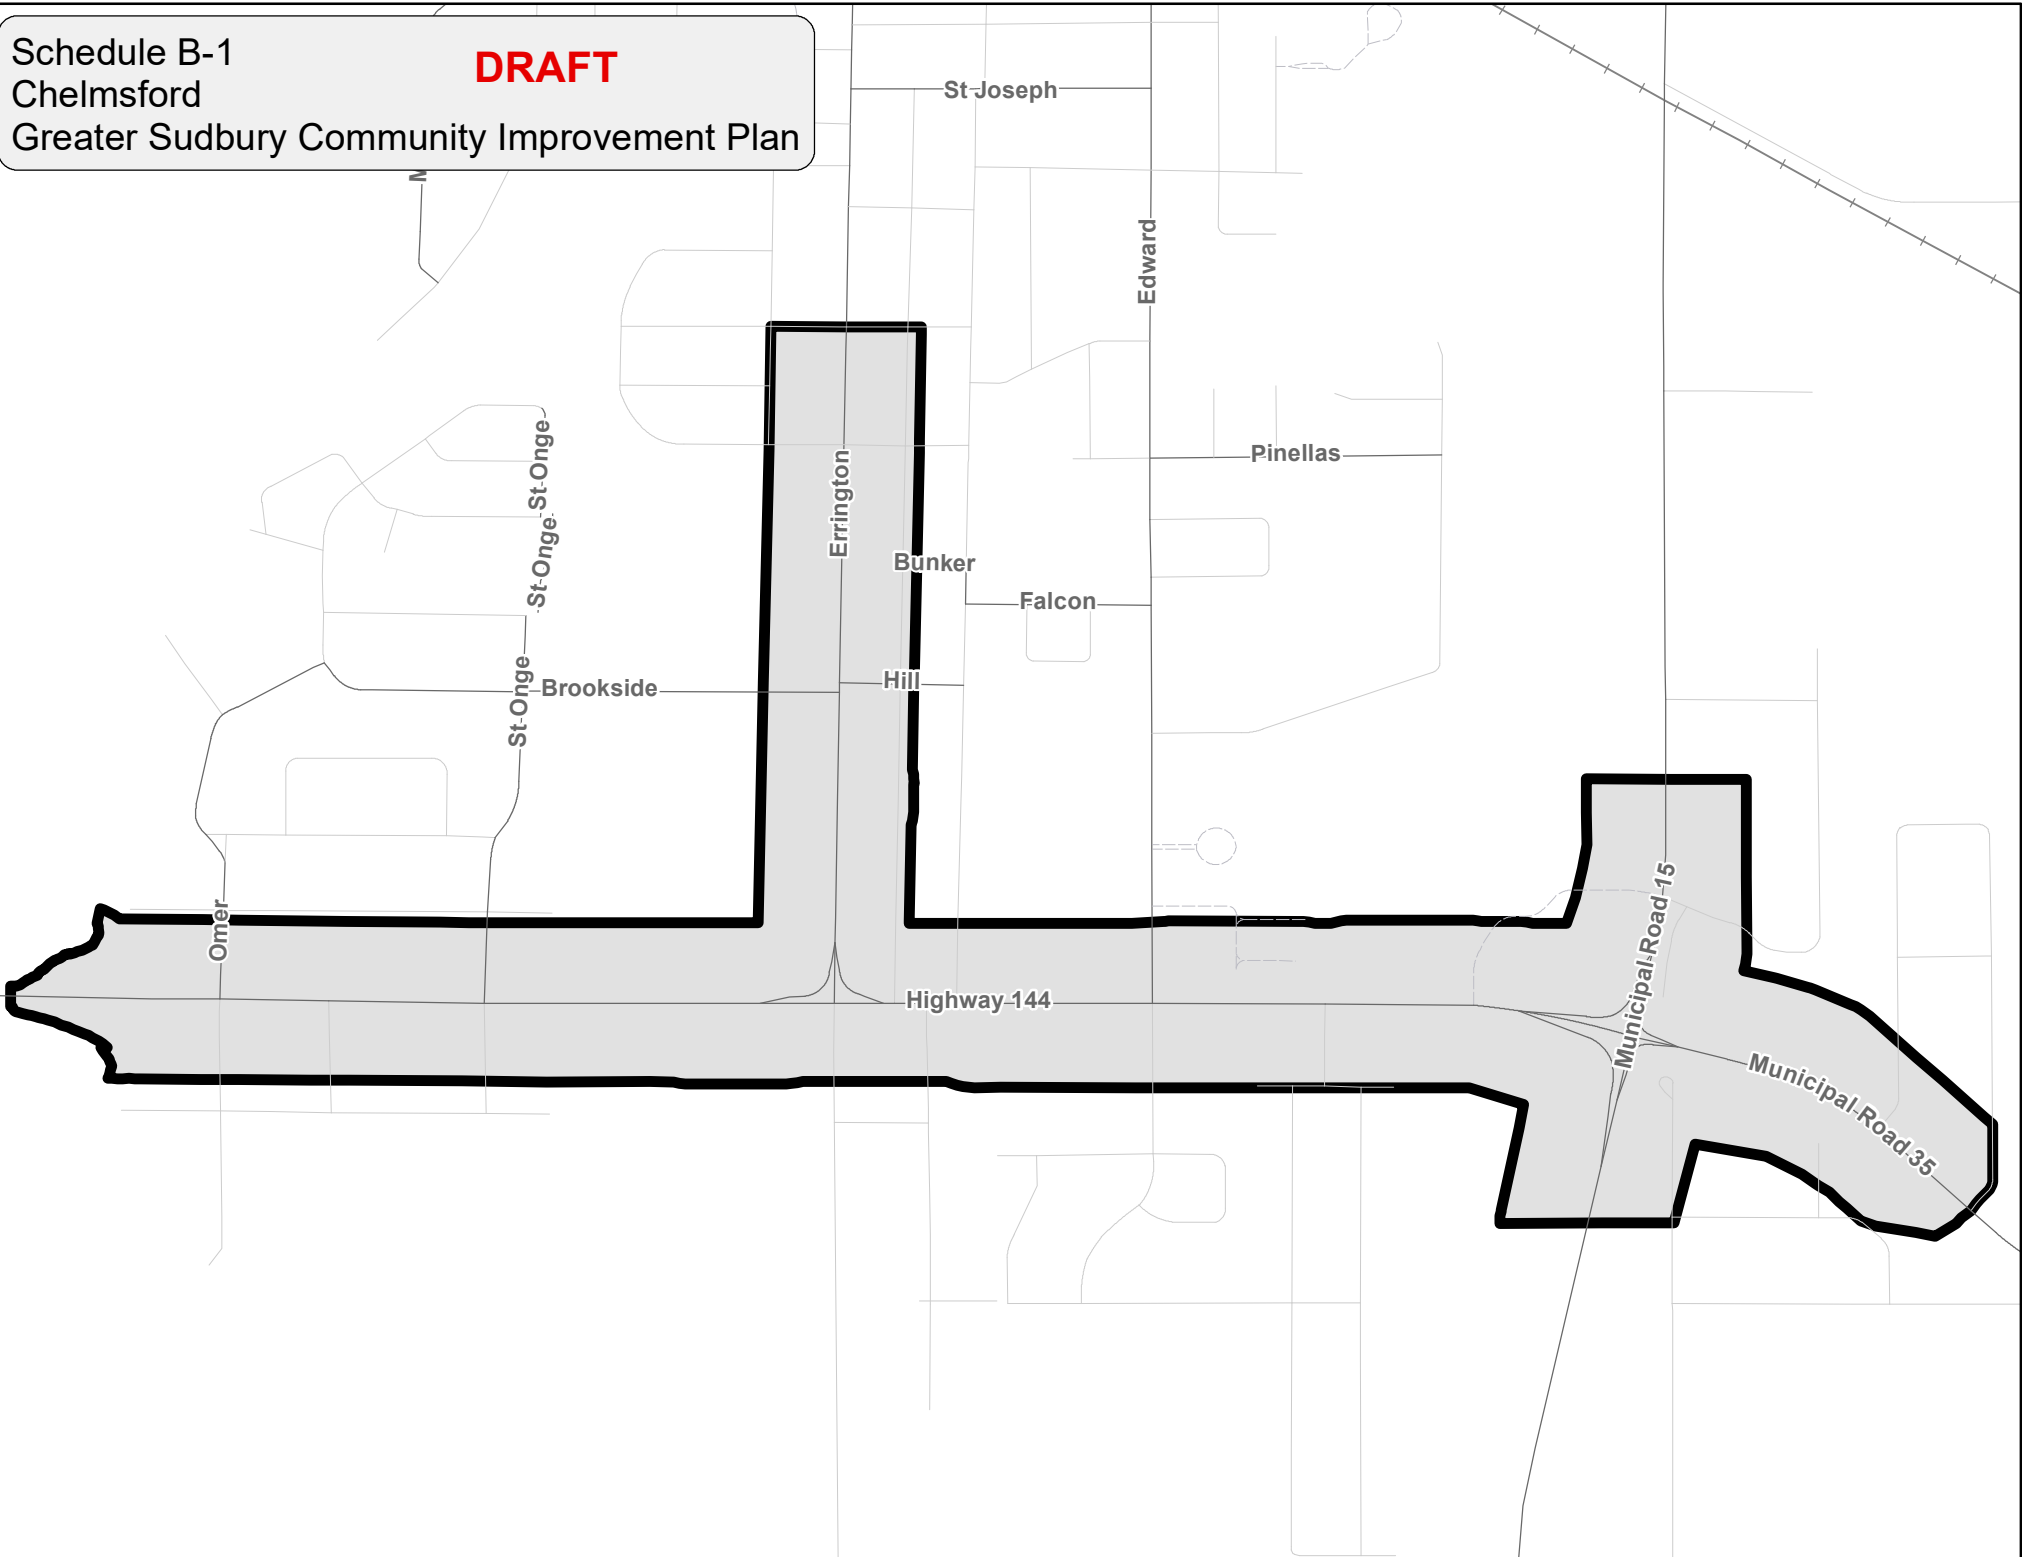 Schedule B-1
DRAFT
Chelmsford
Greater Sudbury Community Improvement Plan
St Joseph
Edward
St Onge
St Onge
St Onge
Errington
Pinellas
Bunker
Falcon
Hill
Brookside
Omer
Highway 144
Municipal Road 15
Municipal Road 35